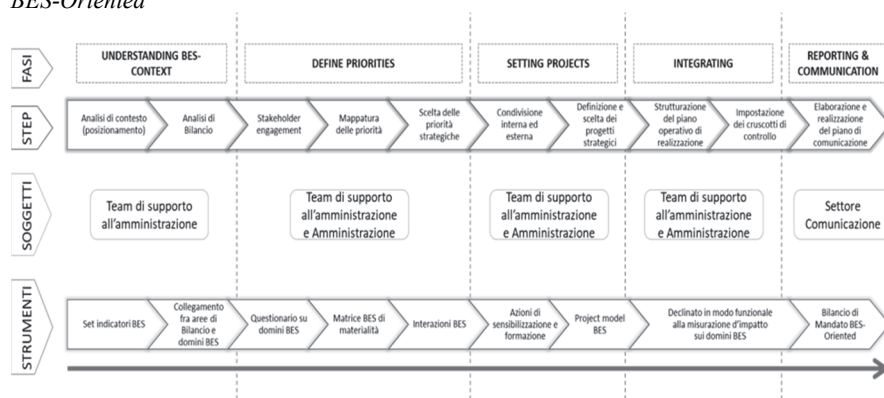 BES-Oriented
FASI
UNDERSTANDING BES-
CONTEXT
DEFINE PRIORITIES
SETTING PROJECTS
INTEGRATING
REPORTING &
COMMUNICATION
STEP
Analisi di contesto
(posizionamento)
Analisi di
Bilancio
Stakeholder
engagement
Mappatura
delle priorità
Scelta delle
priorità
strategiche
Condivisione
interna ed
esterna
Definizione e
scelta dei
progetti
strategici
Strutturazione
del piano
operativo di
realizzazione
Impostazione
dei cruscotti di
controllo
Elaborazione e
realizzazione
del piano di
comunicazione
SOGGETTI
Team di supporto
all'amministrazione
Team di supporto
all'amministrazione
e Amministrazione
Team di supporto
all'amministrazione
e Amministrazione
Team di supporto
all'amministrazione
e Amministrazione
Settore
Comunicazione
STRUMENTI
Set indicatori BES
Collegamento
fra aree di
Bilancio e
domini BES
Questionario su
domini BES
Matrice BES di
materialità
Interazioni BES
Azioni di
sensibilizzazione e
formazione
Project model
BES
Declinato in modo funzionale
alla misurazione d'impatto
sui domini BES
Bilancio di
Mandato BES-
Oriented